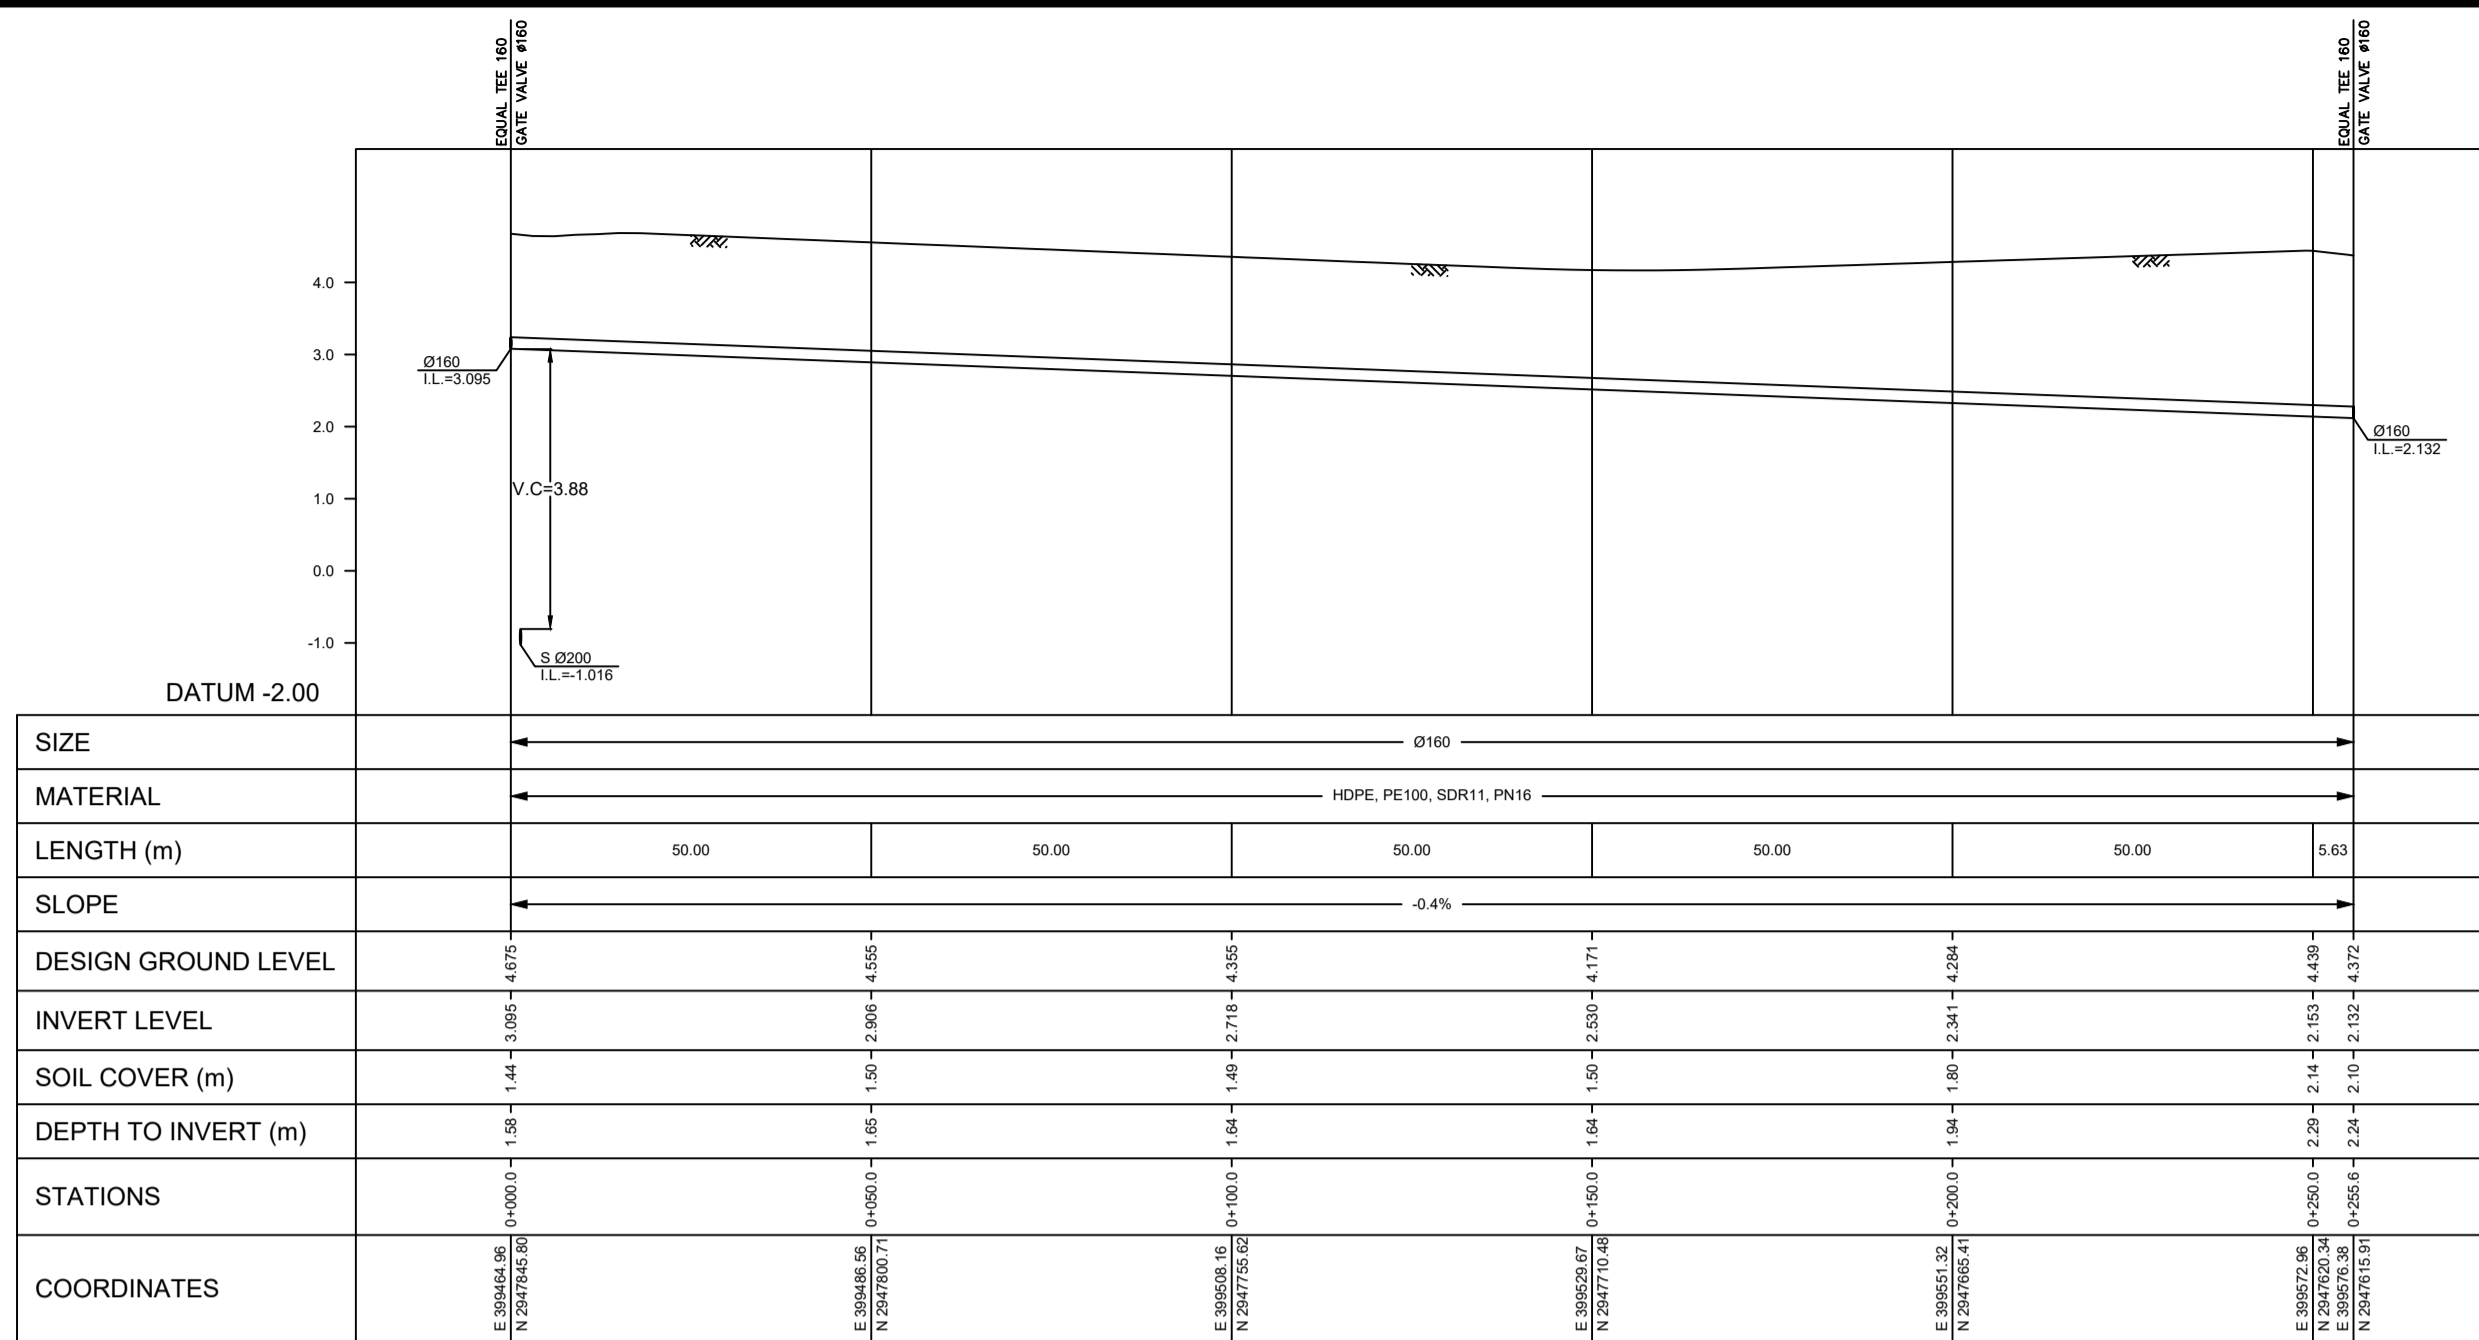 EQUAL TEE 160
GATE VALVE ø160
EQUAL TEE 160
GATE VALVE ø160
4.0
3.0
2.0
1.0
0.0
-1.0
DATUM -2.00
Ø160
I.L.=3.095
V.C=3.88
S Ø200
I.L.=-1.016
Ø160
I.L.=2.132
SIZE
Ø160
MATERIAL
HDPE, PE100, SDR11, PN16
LENGTH (m)
50.00 50.00 50.00 50.00 50.00 5.63
SLOPE
-0.4%
DESIGN GROUND LEVEL
4.675 4.555 4.355 4.171 4.284 4.439 4.372
INVERT LEVEL
3.095 2.906 2.718 2.530 2.341 2.153 2.132
SOIL COVER (m)
1.44 1.50 1.49 1.50 1.80 2.14 2.10
DEPTH TO INVERT (m)
1.58 1.65 1.64 1.64 1.94 2.29 2.24
STATIONS
0+000.0 0+050.0 0+100.0 0+150.0 0+200.0 0+250.0 0+255.6
COORDINATES
E 399464.96
N 2947845.80
E 399486.56
N 2947800.71
E 399508.16
N 2947755.62
E 399529.67
N 2947710.48
E 399551.32
N 2947665.41
E 399572.96
N 2947620.34
E 399576.38
N 2947615.91